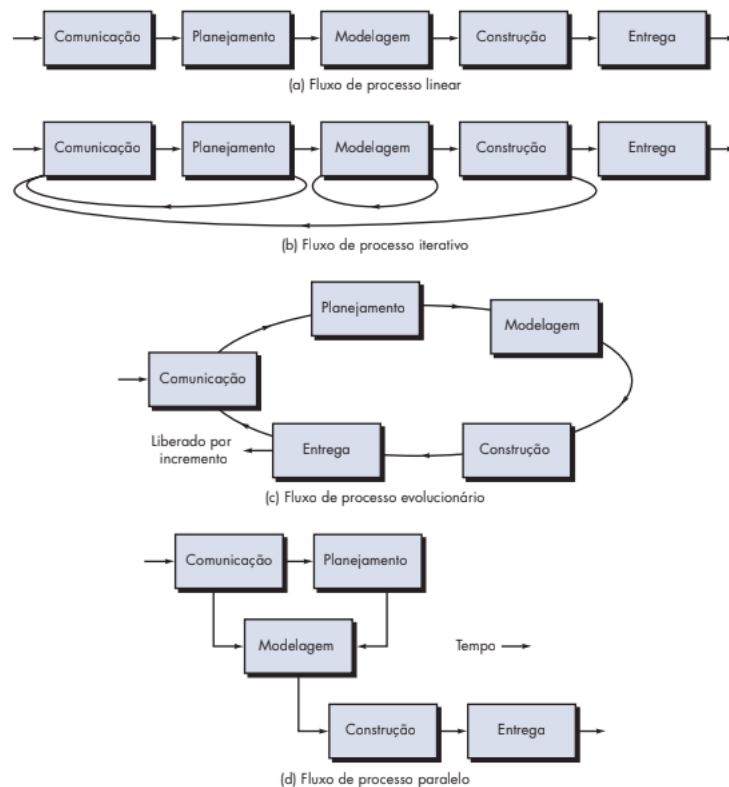 Comunicação Planejamento Modelagem Construção Entrega
(a) Fluxo de processo linear
Comunicação Planejamento Modelagem Construção Entrega
(b) Fluxo de processo iterativo
Planejamento
Modelagem
Comunicação
Liberado por
incremento
Entrega
Construção
(c) Fluxo de processo evolucionário
Comunicação Planejamento
Modelagem
Tempo
Construção Entrega
(d) Fluxo de processo paralelo